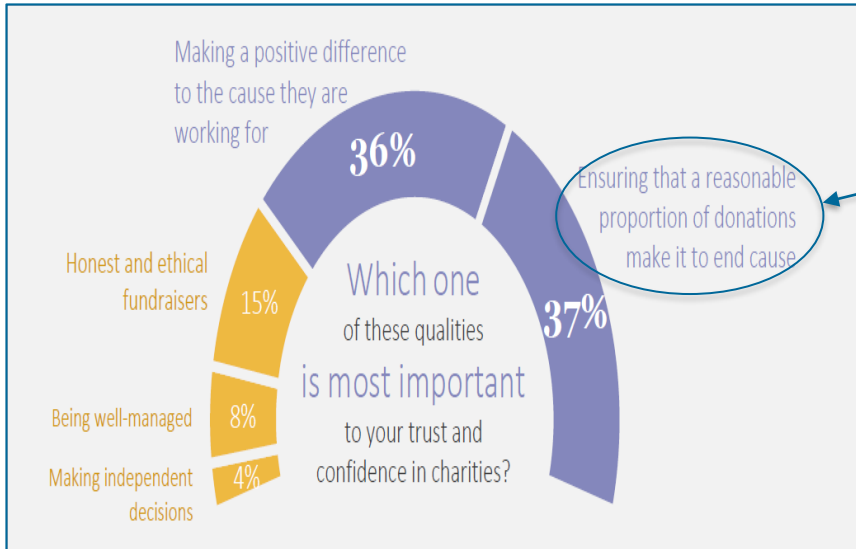 Making a positive difference
to the cause they are
working for
36%
Ensuring that a reasonable
proportion of donations
make it to end cause
37%
Honest and ethical
fundraisers
15%
Being well-managed
8%
Making independent
decisions
4%
Which one
of these qualities
is most important
to your trust and
confidence in charities?